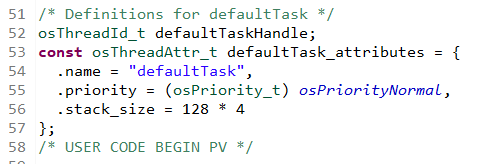 51 /* Definitions for defaultTask */
52 osThreadId_t defaultTaskHandle;
53 const osThreadAttr_t defaultTask_attributes = {
54   .name = "defaultTask",
55   .priority = (osPriority_t) osPriorityNormal,
56   .stack_size = 128 * 4
57 };
58 /* USER CODE BEGIN PV */